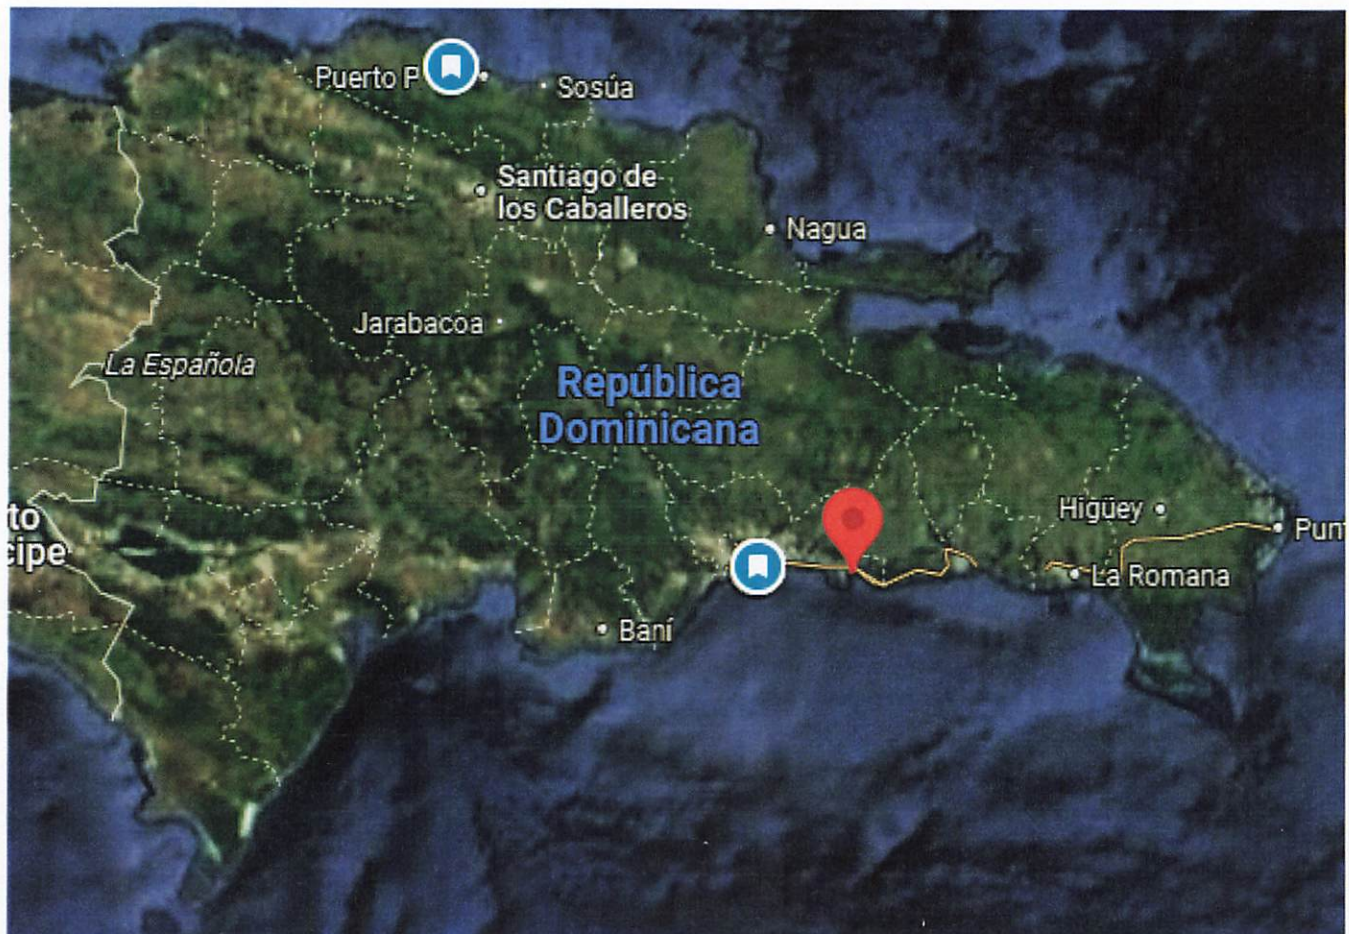 Puerto P
Sosúa
Santiago de
los Caballeros
Nagua
Jarabacoa
La Española
República
Dominicana
Higüey
Pun
to
cipe
La Romana
Baní